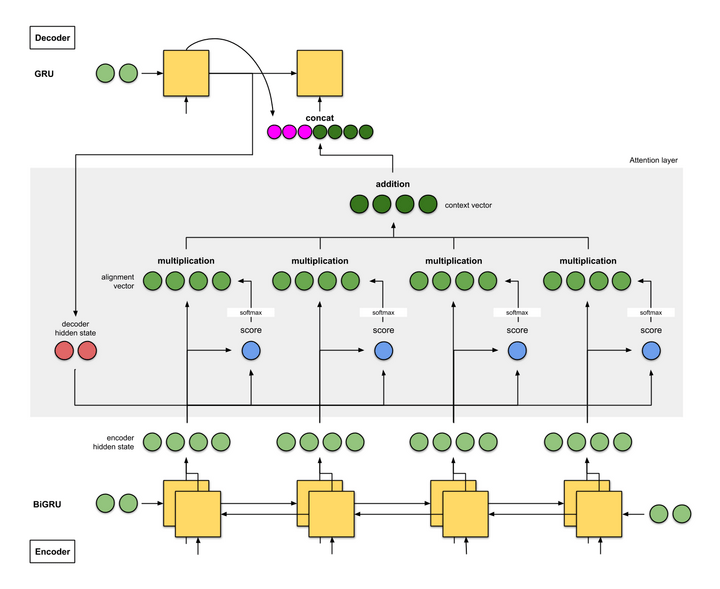 Decoder
GRU
concat
Attention layer
addition
context vector
multiplication
multiplication
multiplication
multiplication
alignment
vector
softmax
softmax
softmax
softmax
decoder
hidden state
score
score
score
score
encoder
hidden state
BiGRU
Encoder